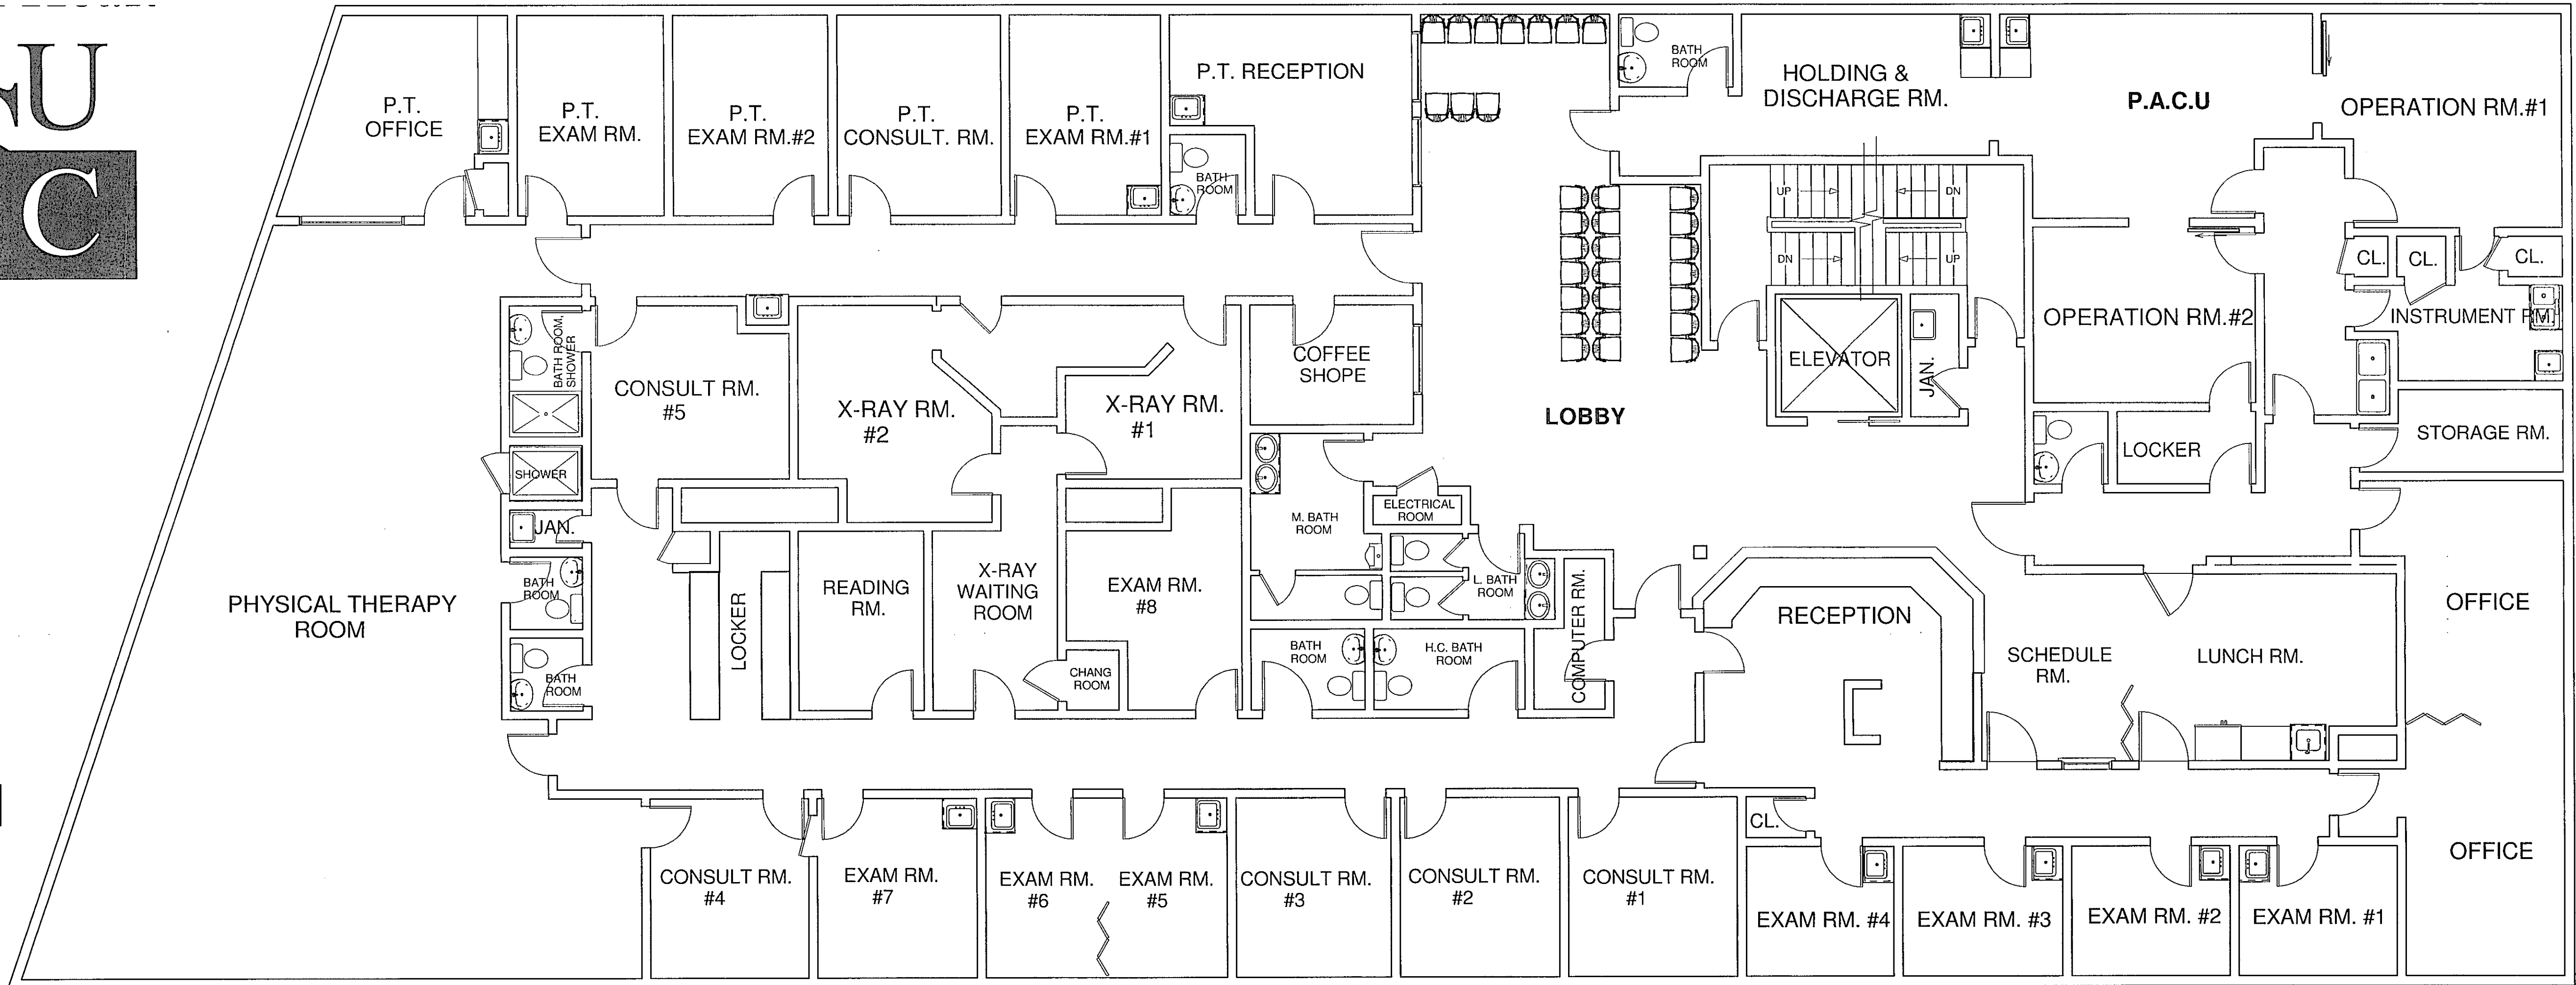 CU
C
P.T.
OFFICE
P.T.
EXAM RM.
P.T.
EXAM RM.#2
P.T.
CONSULT. RM.
P.T.
EXAM RM.#1
P.T. RECEPTION
BATH
ROOM
BATH
ROOM
HOLDING &
DISCHARGE RM.
P.A.C.U
OPERATION RM.#1
UP
DN
DN
UP
CL.
CL.
CL.
OPERATION RM.#2
INSTRUMENT RM.
BATH ROOM,
SHOWER
CONSULT RM.
#5
X-RAY RM.
#2
X-RAY RM.
#1
COFFEE
SHOPE
LOBBY
ELEVATOR
JAN.
STORAGE RM.
LOCKER
SHOWER
JAN.
M. BATH
ROOM
ELECTRICAL
ROOM
PHYSICAL THERAPY
ROOM
BATH
ROOM
BATH
ROOM
LOCKER
READING
RM.
X-RAY
WAITING
ROOM
EXAM RM.
#8
CHANG
ROOM
L. BATH
ROOM
BATH
ROOM
H.C. BATH
ROOM
COMPUTER RM.
RECEPTION
SCHEDULE
RM.
LUNCH RM.
OFFICE
OFFICE
CONSULT RM.
#4
EXAM RM.
#7
EXAM RM.
#6
EXAM RM.
#5
CONSULT RM.
#3
CONSULT RM.
#2
CONSULT RM.
#1
CL.
EXAM RM. #4
EXAM RM. #3
EXAM RM. #2
EXAM RM. #1